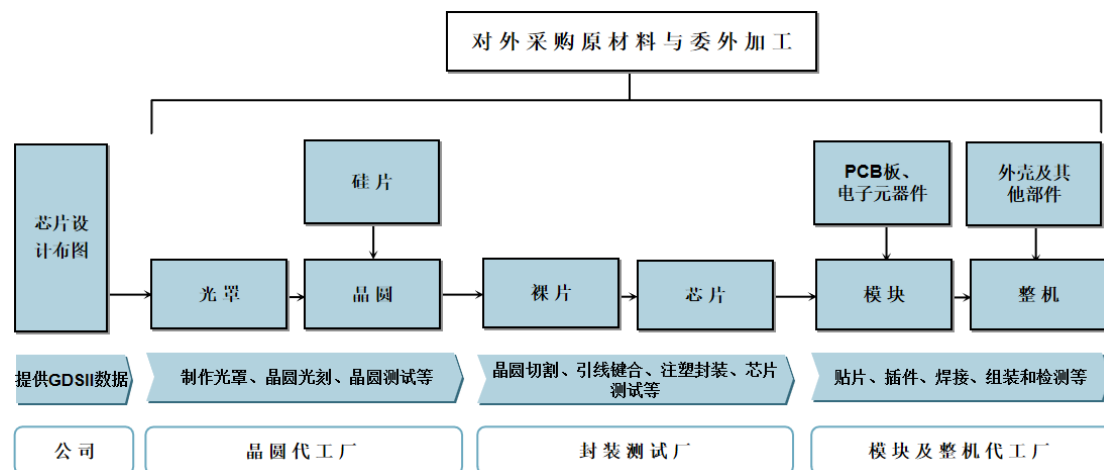 对外采购原材料与委外加工
硅片
PCB板、
电子元器件
外壳及其
他部件
芯片设
计布图
光罩
晶圆
裸片
芯片
模块
整机
提供GDSII数据
制作光罩、晶圆光刻、晶圆测试等
晶圆切割、引线键合、注塑封装、芯片
测试等
贴片、插件、焊接、组装和检测等
公司
晶圆代工厂
封装测试厂
模块及整机代工厂